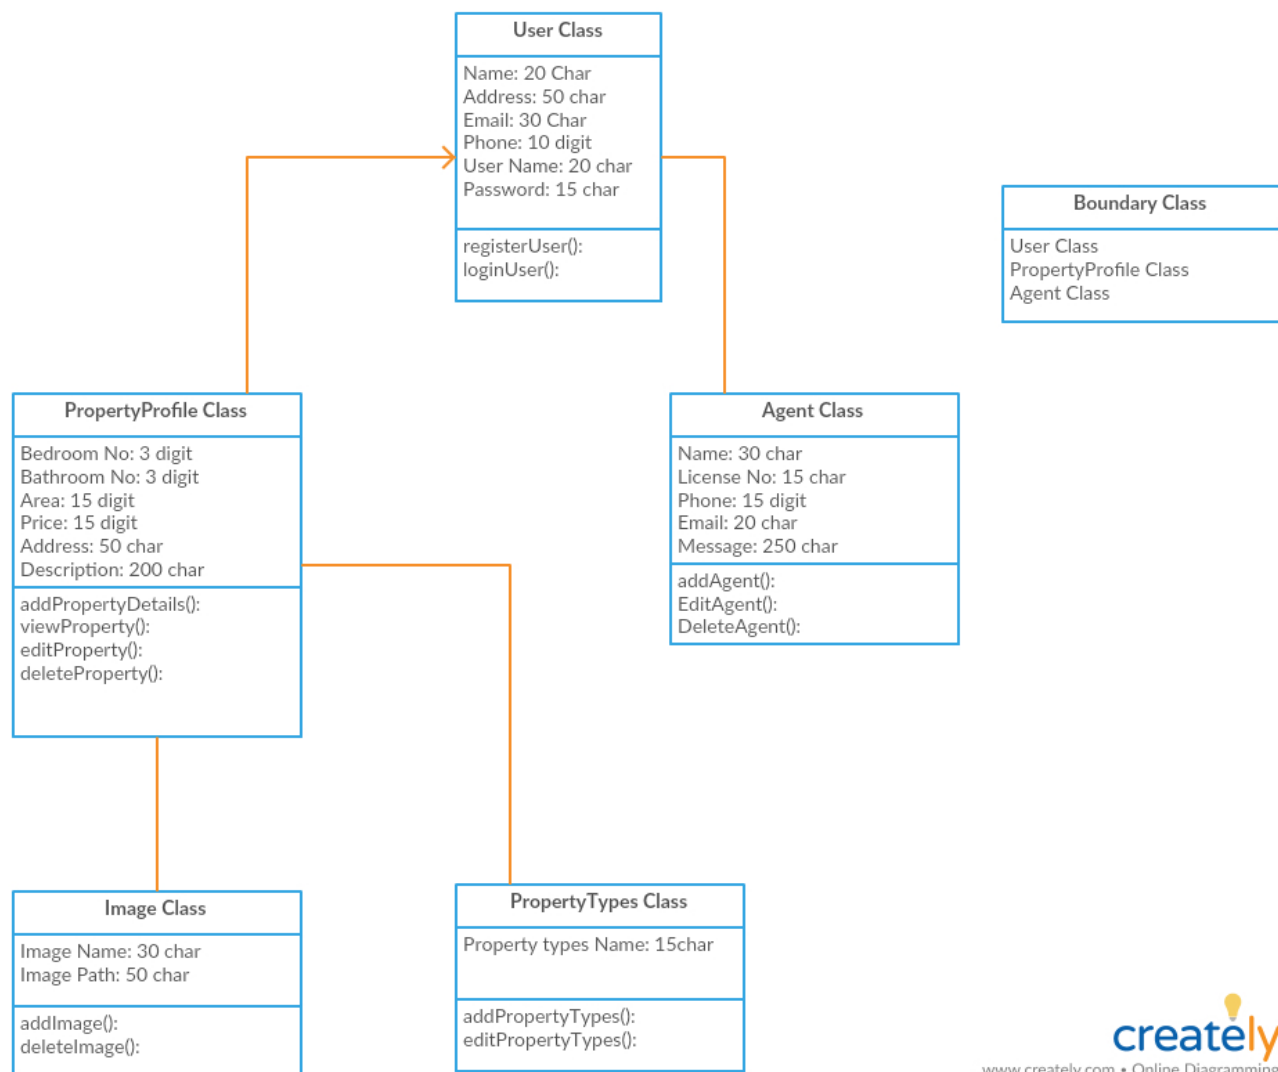 User Class
Name: 20 Char
Address: 50 char
Email: 30 Char
Phone: 10 digit
User Name: 20 char
Password: 15 char
registerUser():
loginUser():
Boundary Class
User Class
PropertyProfile Class
Agent Class
PropertyProfile Class
Bedroom No: 3 digit
Bathroom No: 3 digit
Area: 15 digit
Price: 15 digit
Address: 50 char
Description: 200 char
addPropertyDetails():
viewProperty():
editProperty():
deleteProperty():
Agent Class
Name: 30 char
License No: 15 char
Phone: 15 digit
Email: 20 char
Message: 250 char
addAgent():
EditAgent():
DeleteAgent():
Image Class
Image Name: 30 char
Image Path: 50 char
addImage():
deleteImage():
PropertyTypes Class
Property types Name: 15char
addPropertyTypes():
editPropertyTypes():
creately
www.creately.com • Online Diagramming